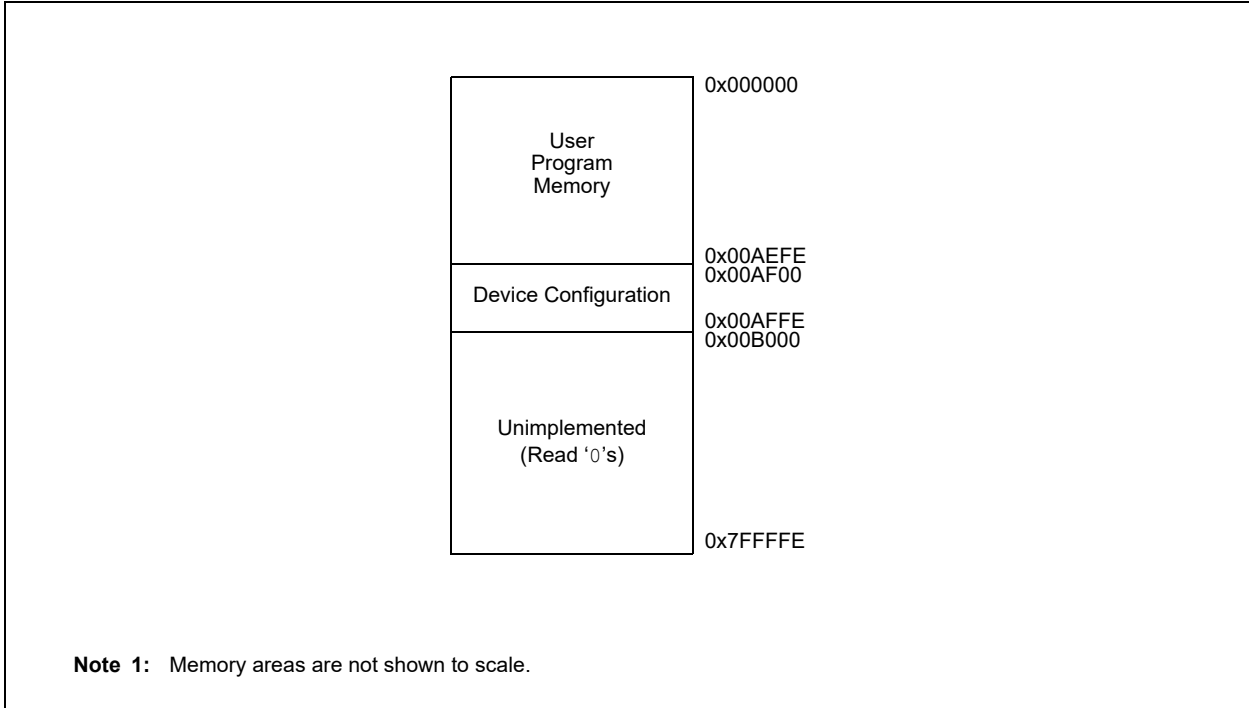 0x000000
User
Program
Memory
0x00AEFE
0x00AF00
Device Configuration
0x00AFFE
0x00B000
Unimplemented
(Read ‘0’s)
0x7FFFFE
Note 1: Memory areas are not shown to scale.